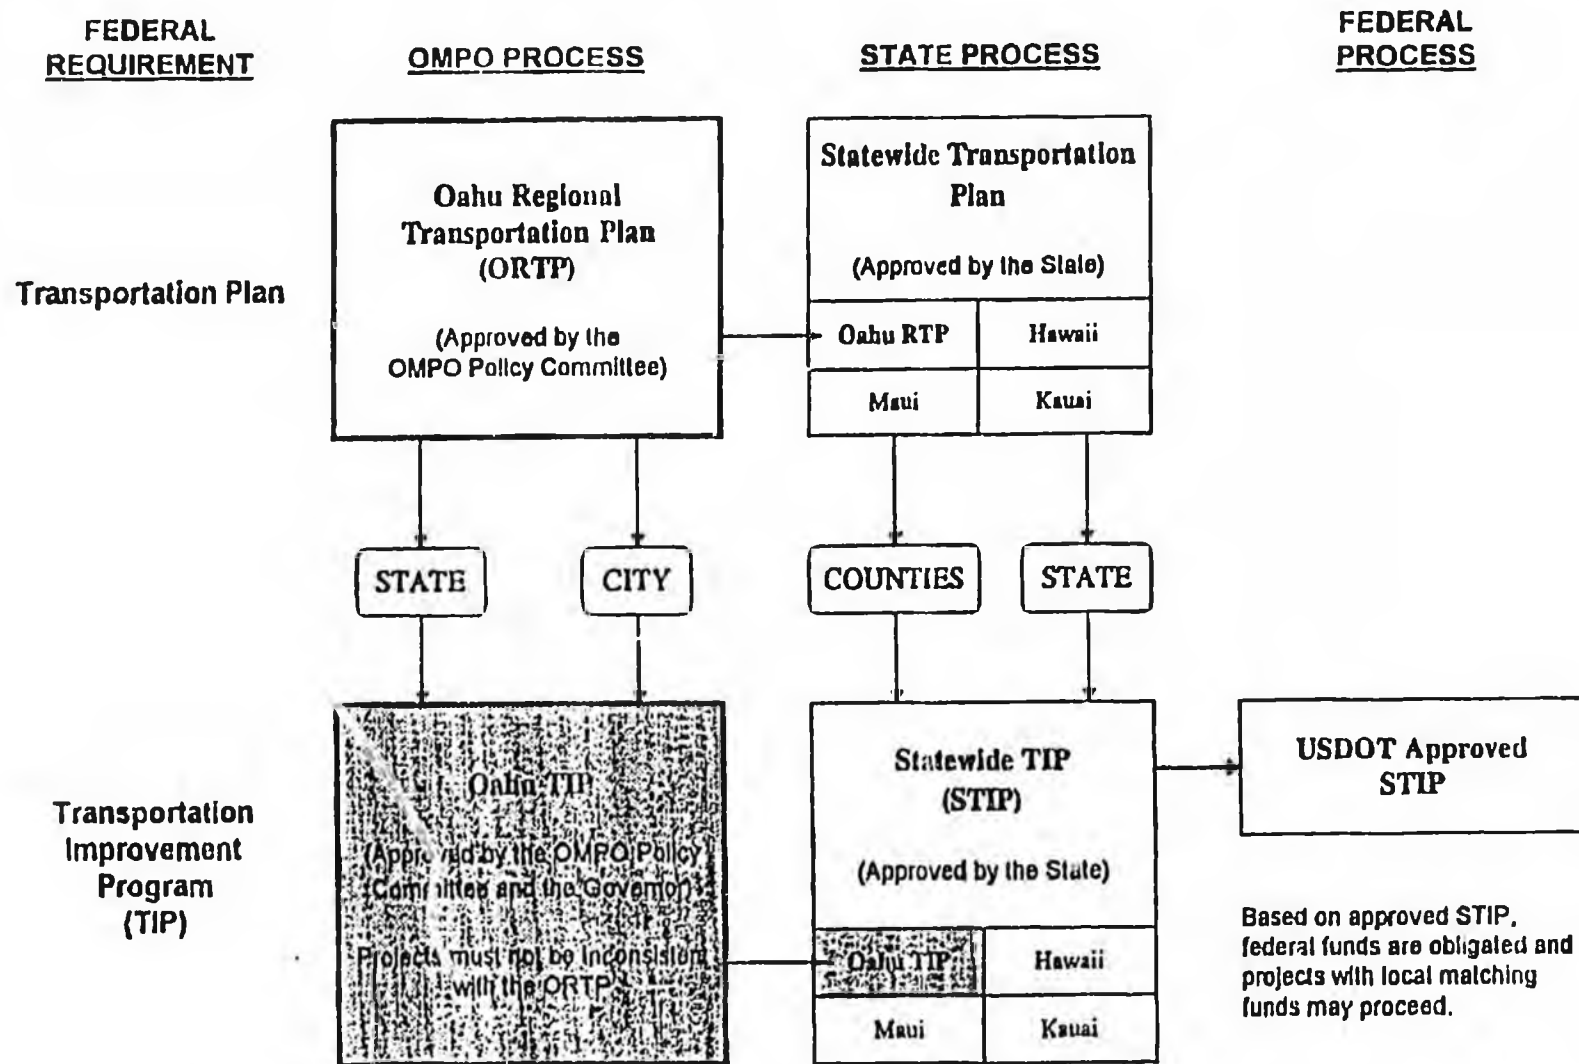 FEDERAL
REQUIREMENT
OMPO PROCESS
STATE PROCESS
FEDERAL
PROCESS
Transportation Plan
Oahu Regional
Transportation Plan
(ORTP)
(Approved by the
OMPO Policy Committee)
Statewide Transportation
Plan
(Approved by the State)
Oahu RTP
Hawaii
Maui
Kauai
STATE
CITY
COUNTIES
STATE
Transportation
Improvement
Program
(TIP)
Oahu TIP
(Approved by the OMPO Policy
Committee and the Governor)
Projects must not be inconsistent
with the ORTP
Statewide TIP
(STIP)
(Approved by the State)
Oahu TIP
Hawaii
Maui
Kauai
USDOT Approved
STIP
Based on approved STIP,
federal funds are obligated and
projects with local matching
funds may proceed.